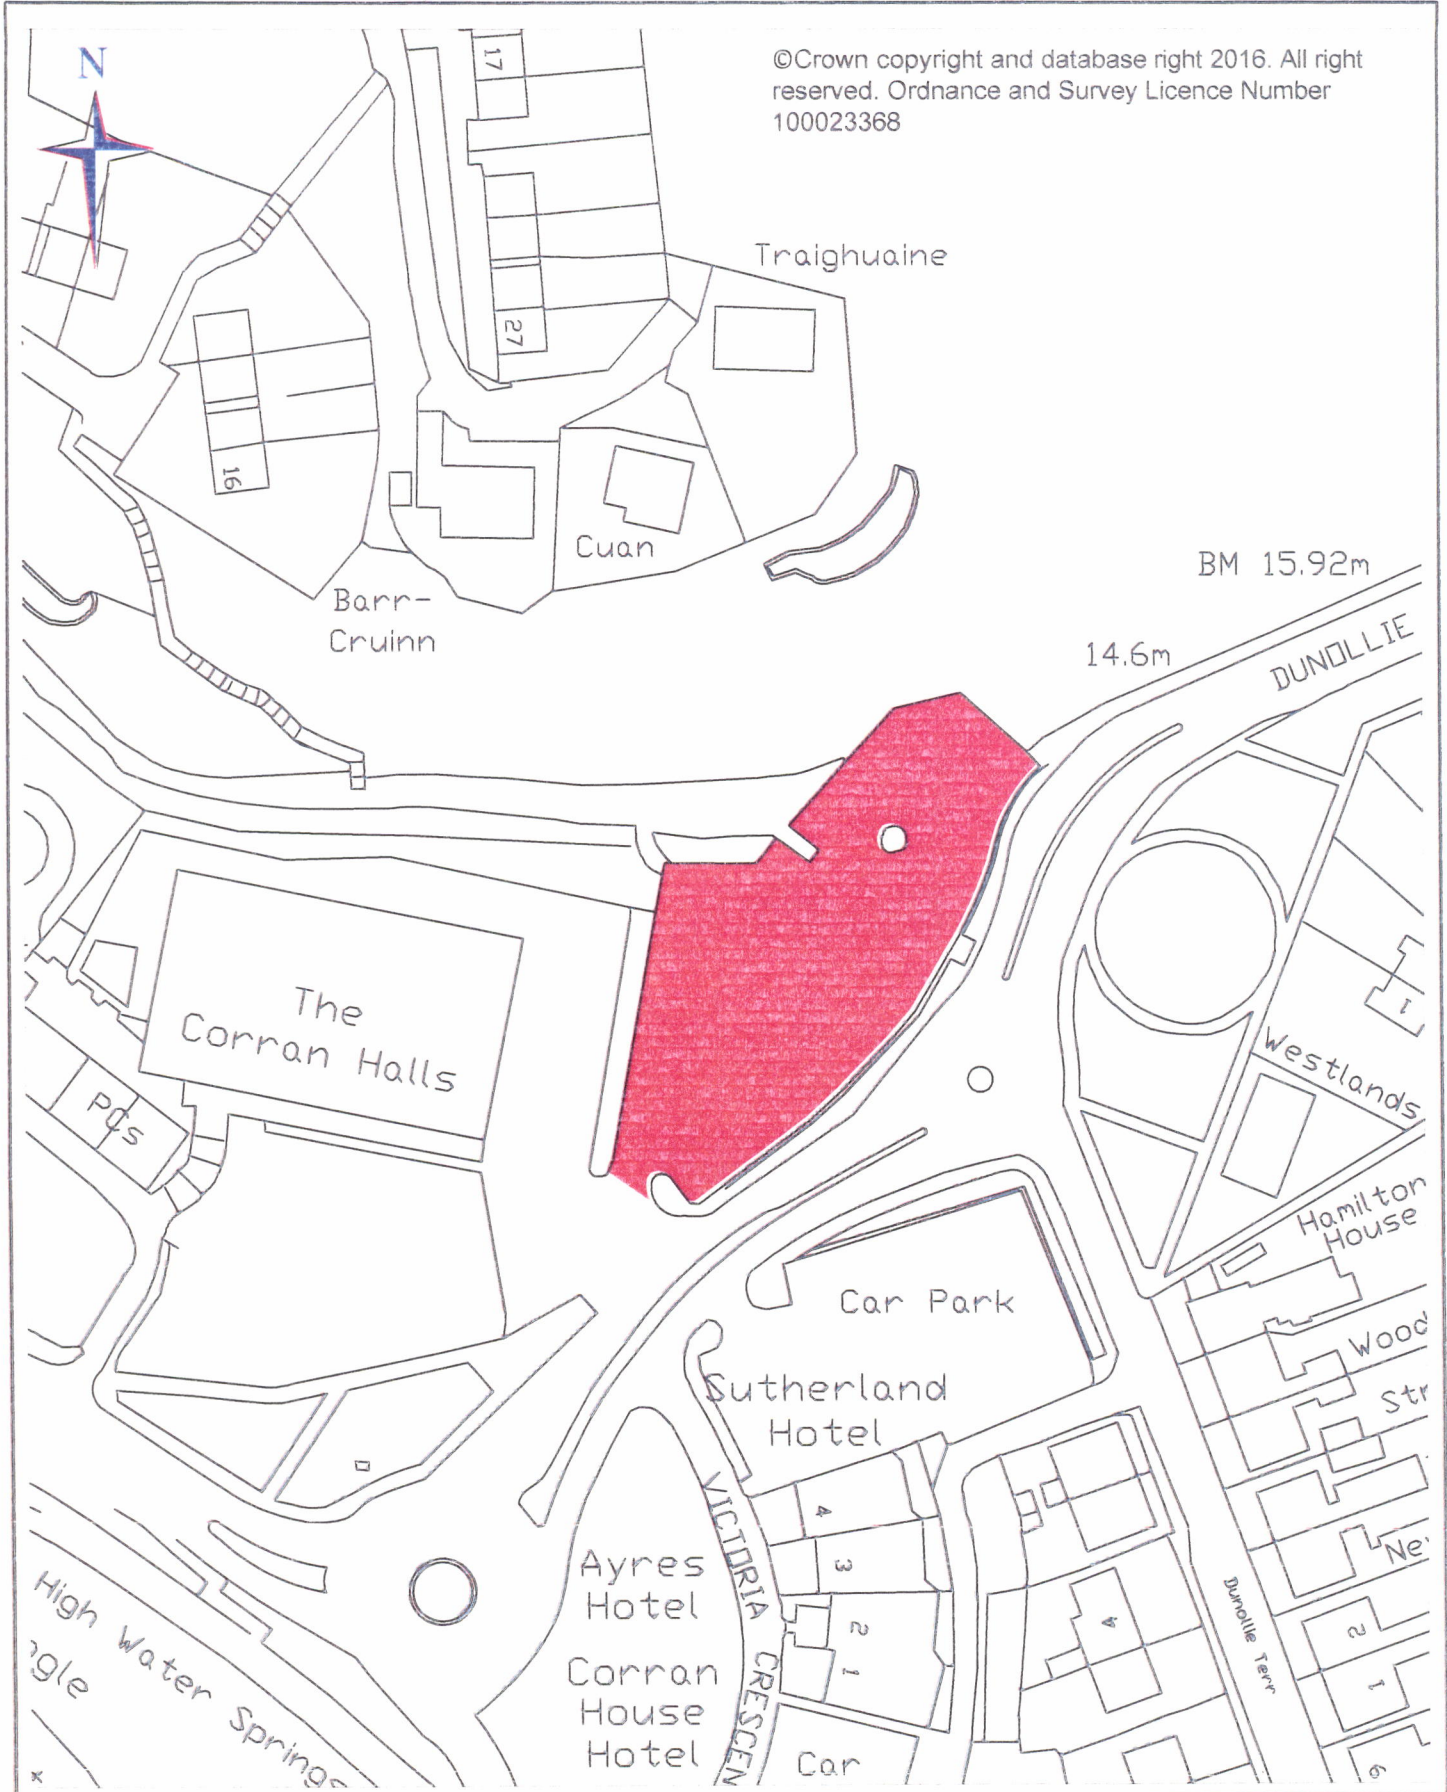 N
©Crown copyright and database right 2016. All right
reserved. Ordnance and Survey Licence Number
100023368
17
Traighuaine
27
16
Cuan
BM 15.92m
Barr-
Cruinn
14.6m
DUNOLLIE
The
Corran Halls
1
Westlands
PCs
Hamilton
House
Car Park
Wood
Str
Sutherland
Hotel
VICTORIA CRESCEN
4
3
2
1
Ayres
Hotel
Corran
House
Hotel
4
Dunollie Terr
Ne
2
1
6
High Water Springs
gle
Car